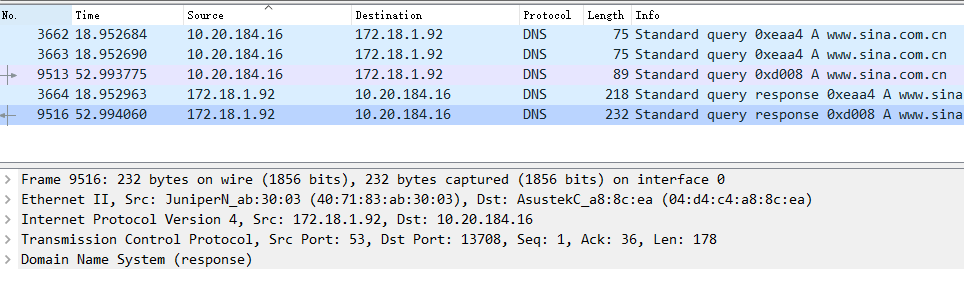 No. Time Source Destination Protocol Length Info
3662 18.952684 10.20.184.16 172.18.1.92 DNS 75 Standard query 0xeaa4 A www.sina.com.cn
3663 18.952690 10.20.184.16 172.18.1.92 DNS 75 Standard query 0xeaa4 A www.sina.com.cn
9513 52.993775 10.20.184.16 172.18.1.92 DNS 89 Standard query 0xd008 A www.sina.com.cn
3664 18.952963 172.18.1.92 10.20.184.16 DNS 218 Standard query response 0xeaa4 A www.sina
9516 52.994060 172.18.1.92 10.20.184.16 DNS 232 Standard query response 0xd008 A www.sina
Frame 9516: 232 bytes on wire (1856 bits), 232 bytes captured (1856 bits) on interface 0
Ethernet II, Src: JuniperN_ab:30:03 (40:71:83:ab:30:03), Dst: AsustekC_a8:8c:ea (04:d4:c4:a8:8c:ea)
Internet Protocol Version 4, Src: 172.18.1.92, Dst: 10.20.184.16
Transmission Control Protocol, Src Port: 53, Dst Port: 13708, Seq: 1, Ack: 36, Len: 178
Domain Name System (response)